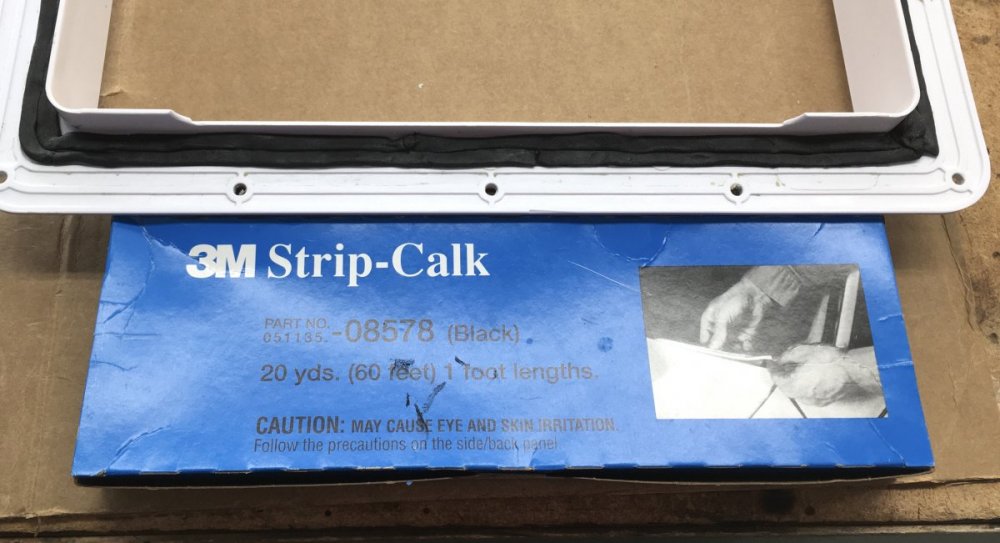 3M Strip-Calk
PART NO.
051135.-08578 (Black)
20 yds. (60 feet) 1 foot lengths.
CAUTION: MAY CAUSE EYE AND SKIN IRRITATION.
Follow the precautions on the side/back panel.